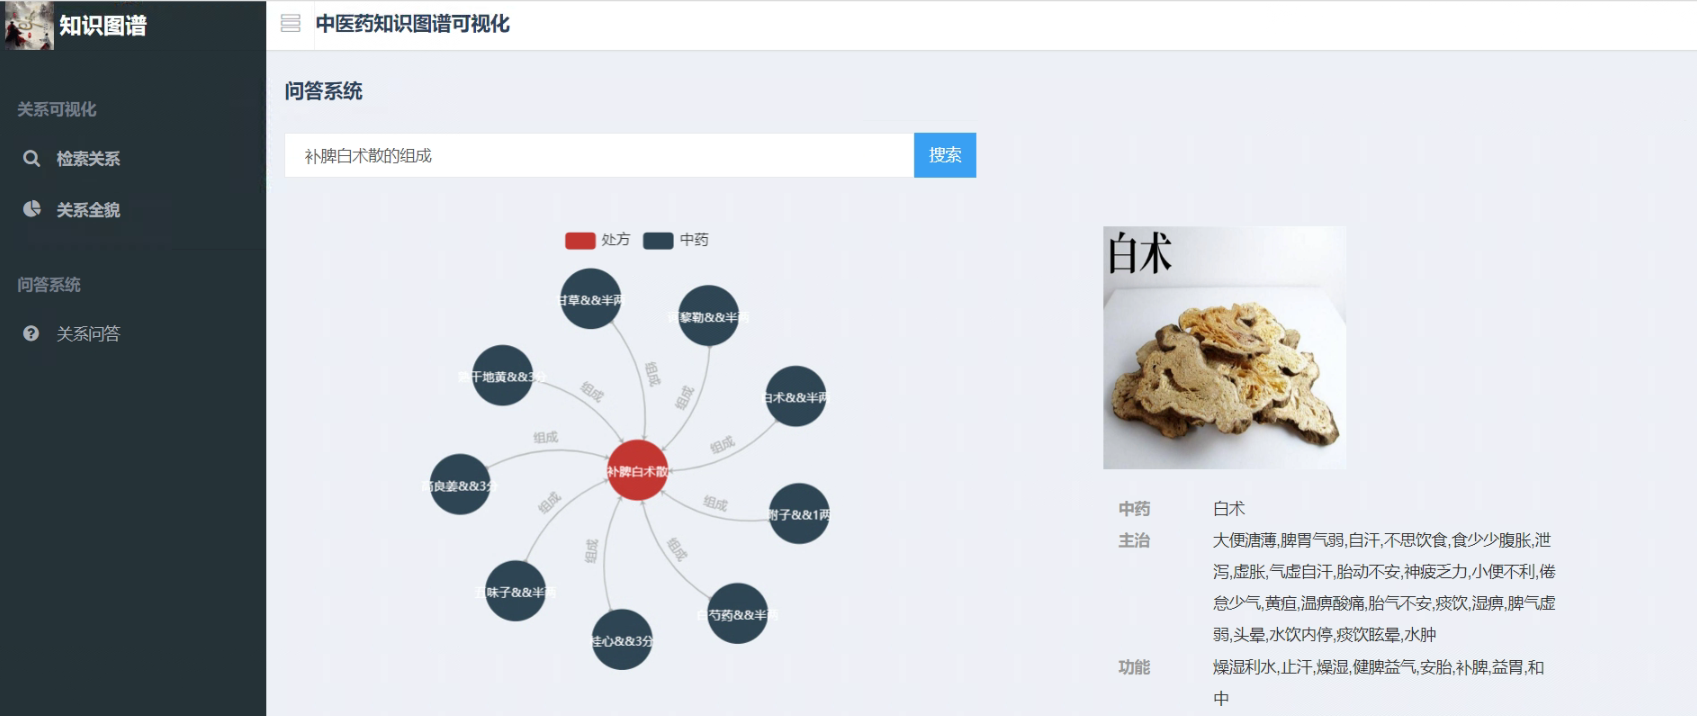 知识图谱
中医药知识图谱可视化
关系可视化
检索关系
关系全貌
问答系统
关系问答
问答系统
补脾白术散的组成
搜索
处方
中药
甘草&&半两
黎勒&&半两
白术&&半两
附子&&1两
白芍药&&半两
桂心&&3分
五味子&&半两
高良姜&&3分
干地黄&&3分
补脾白术散
组成
组成
组成
组成
组成
组成
组成
组成
组成
白术
中药 白术
主治 大便溏薄,脾胃气弱,自汗,不思饮食,食少少腹胀,泄
泻,虚胀,气虚自汗,胎动不安,神疲乏力,小便不利,倦
怠少气,黄疸,温痹酸痛,胎气不安,痰饮,湿痹,脾气虚
弱,头晕,水饮内停,痰饮眩晕,水肿
功能 燥湿利水,止汗,燥湿,健脾益气,安胎,补脾,益胃,和
中